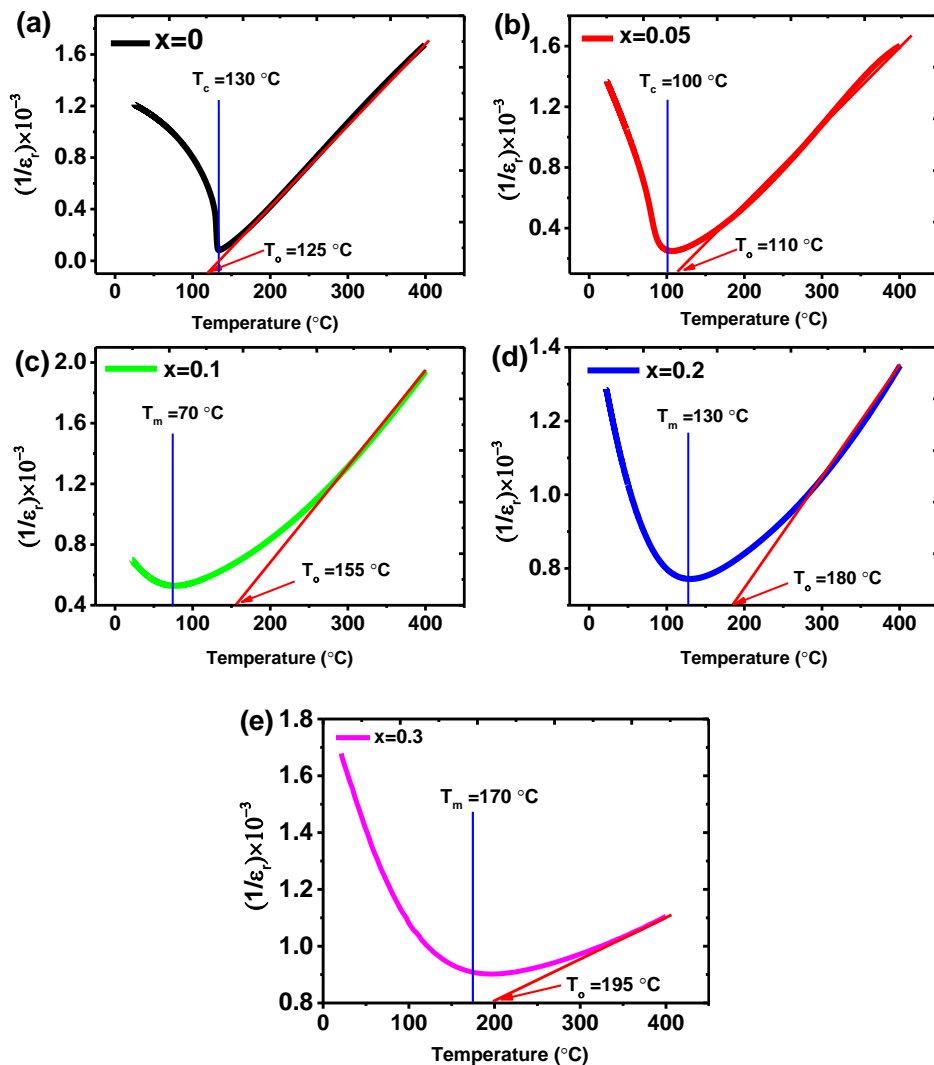 (a)
x=0
T_c =130 °C
T_o =125 °C
(1/ε_r)×10⁻³
1.6
1.2
0.8
0.4
0.0
0 100 200 300 400
Temperature (°C)
(b)
x=0.05
T_c =100 °C
T_o =110 °C
(1/ε_r)×10⁻³
1.6
1.2
0.8
0.4
0 100 200 300 400
Temperature (°C)
(c)
x=0.1
T_m =70 °C
T_o =155 °C
(1/ε_r)×10⁻³
2.0
1.6
1.2
0.8
0.4
0 100 200 300 400
Temperature (°C)
(d)
x=0.2
T_m =130 °C
T_o =180 °C
(1/ε_r)×10⁻³
1.4
1.2
1.0
0.8
0 100 200 300 400
Temperature (°C)
(e)
x=0.3
T_m =170 °C
T_o =195 °C
(1/ε_r)×10⁻³
1.8
1.6
1.4
1.2
1.0
0.8
0 100 200 300 400
Temperature (°C)